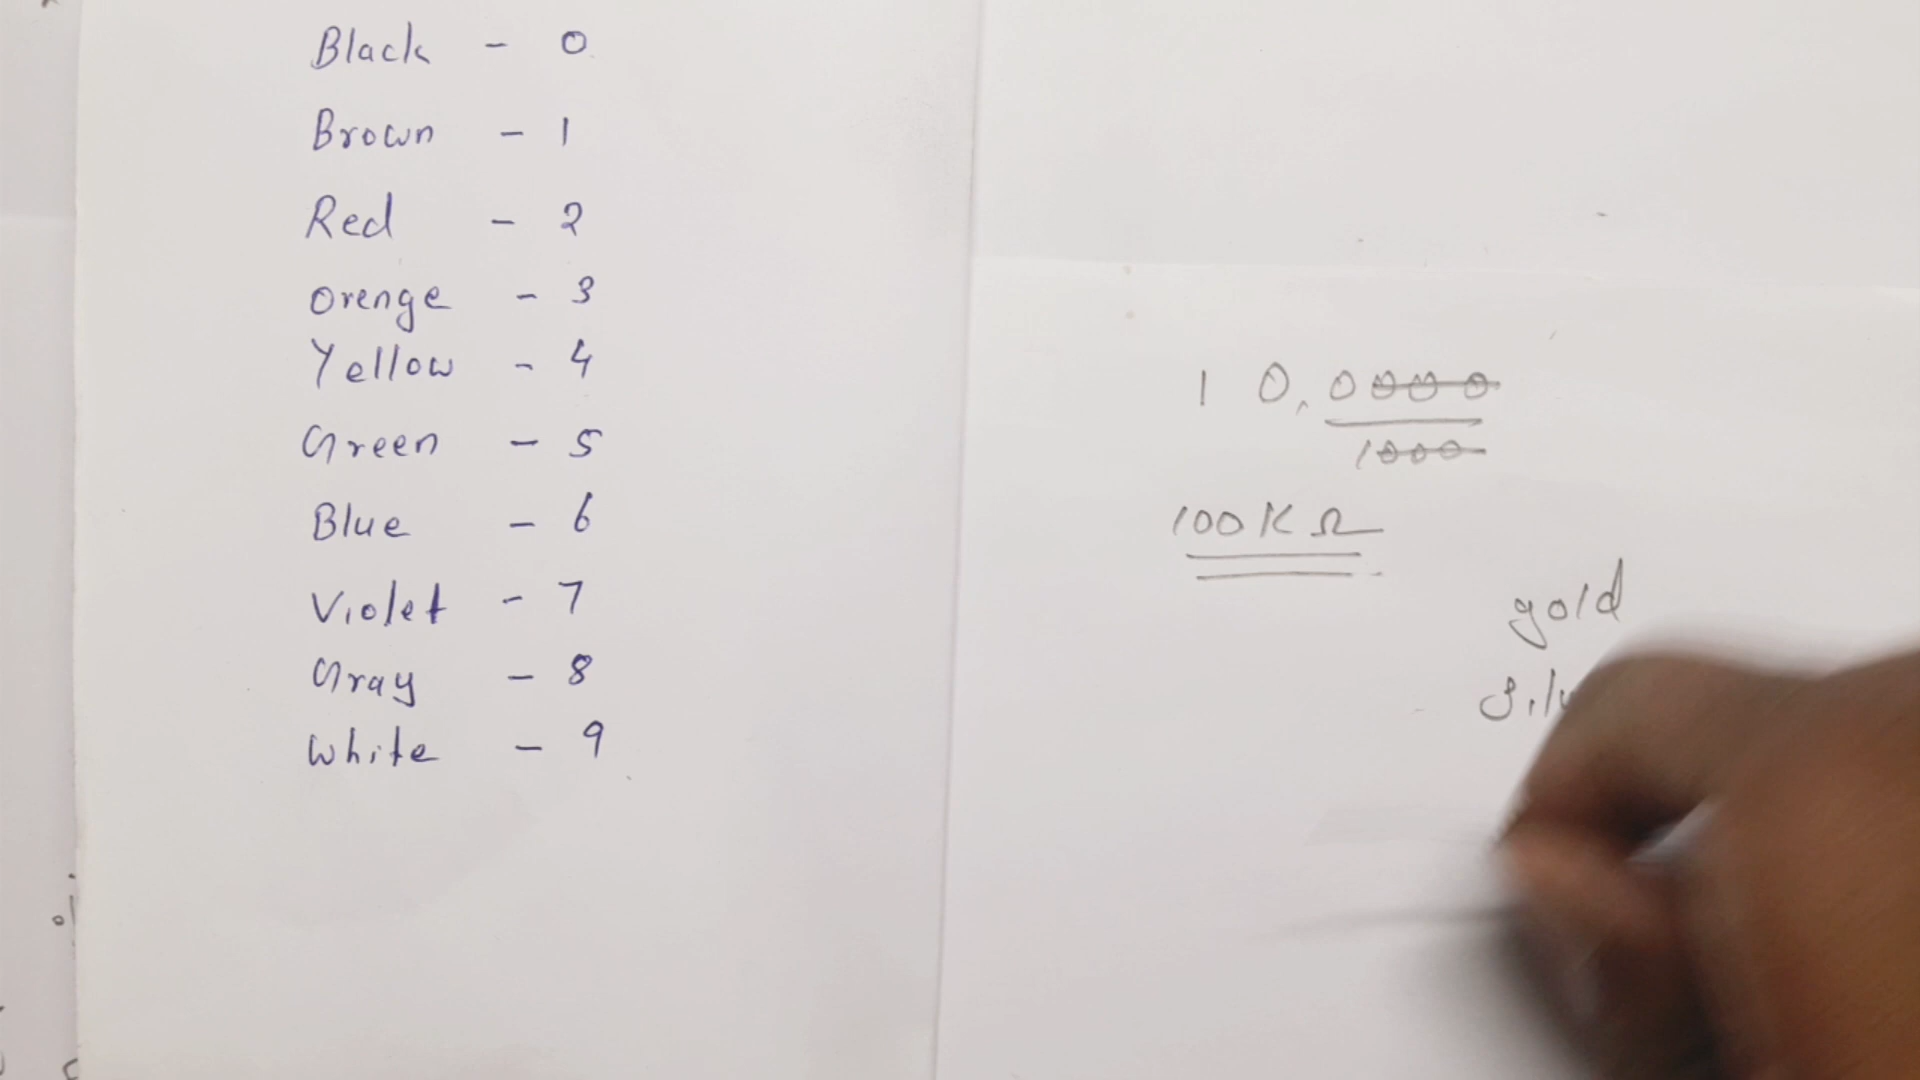 Black - 0
Brown - 1
Red - 2
Orenge - 3
Yellow - 4
Green - 5
Blue - 6
Violet - 7
Gray - 8
White - 9
1 0,0000
1000
100KΩ
gold